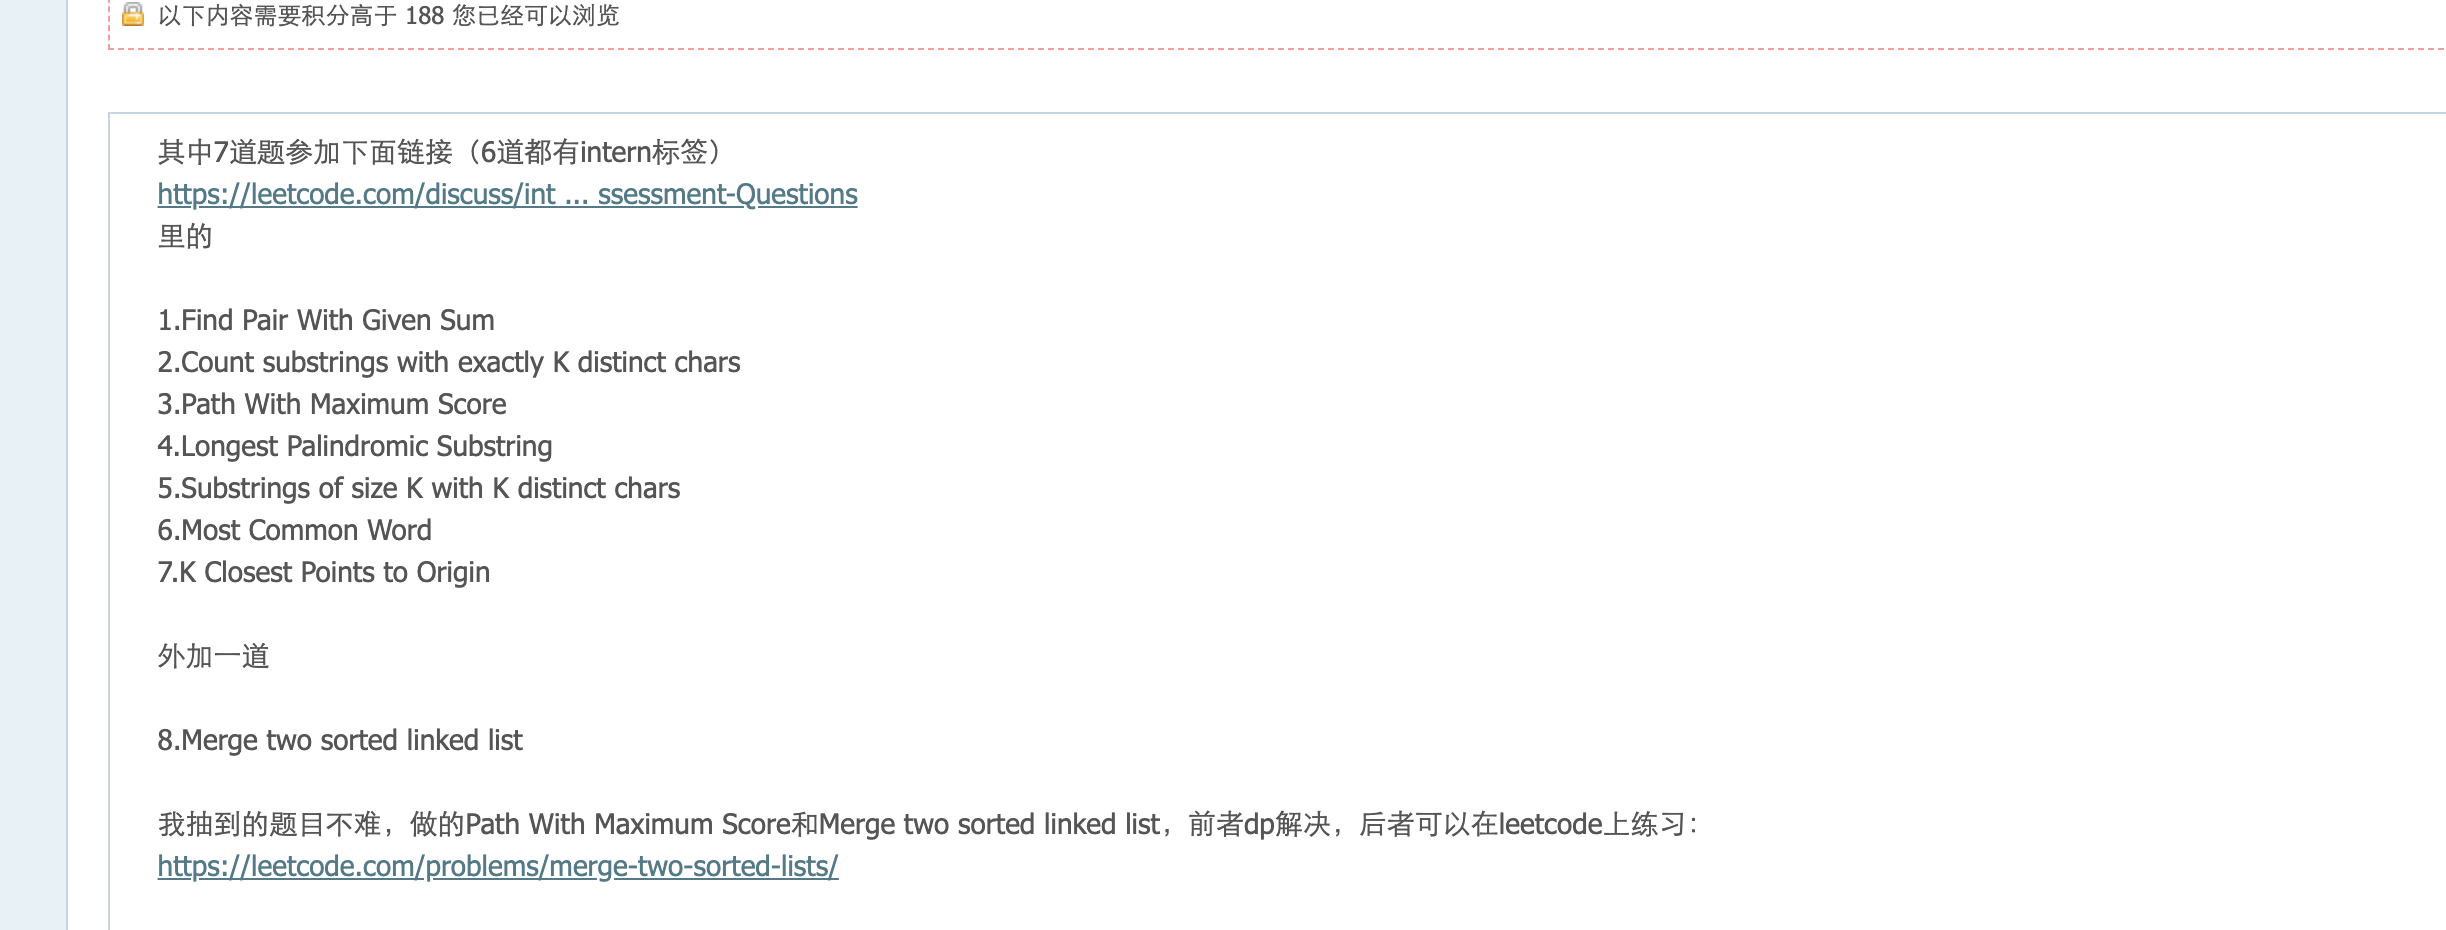 以下内容需要积分高于 188 您已经可以浏览
其中7道题参加下面链接（6道都有intern标签）
https://leetcode.com/discuss/int ... ssessment-Questions
里的
1.Find Pair With Given Sum
2.Count substrings with exactly K distinct chars
3.Path With Maximum Score
4.Longest Palindromic Substring
5.Substrings of size K with K distinct chars
6.Most Common Word
7.K Closest Points to Origin
外加一道
8.Merge two sorted linked list
我抽到的题目不难，做的Path With Maximum Score和Merge two sorted linked list，前者dp解决，后者可以在leetcode上练习：
https://leetcode.com/problems/merge-two-sorted-lists/